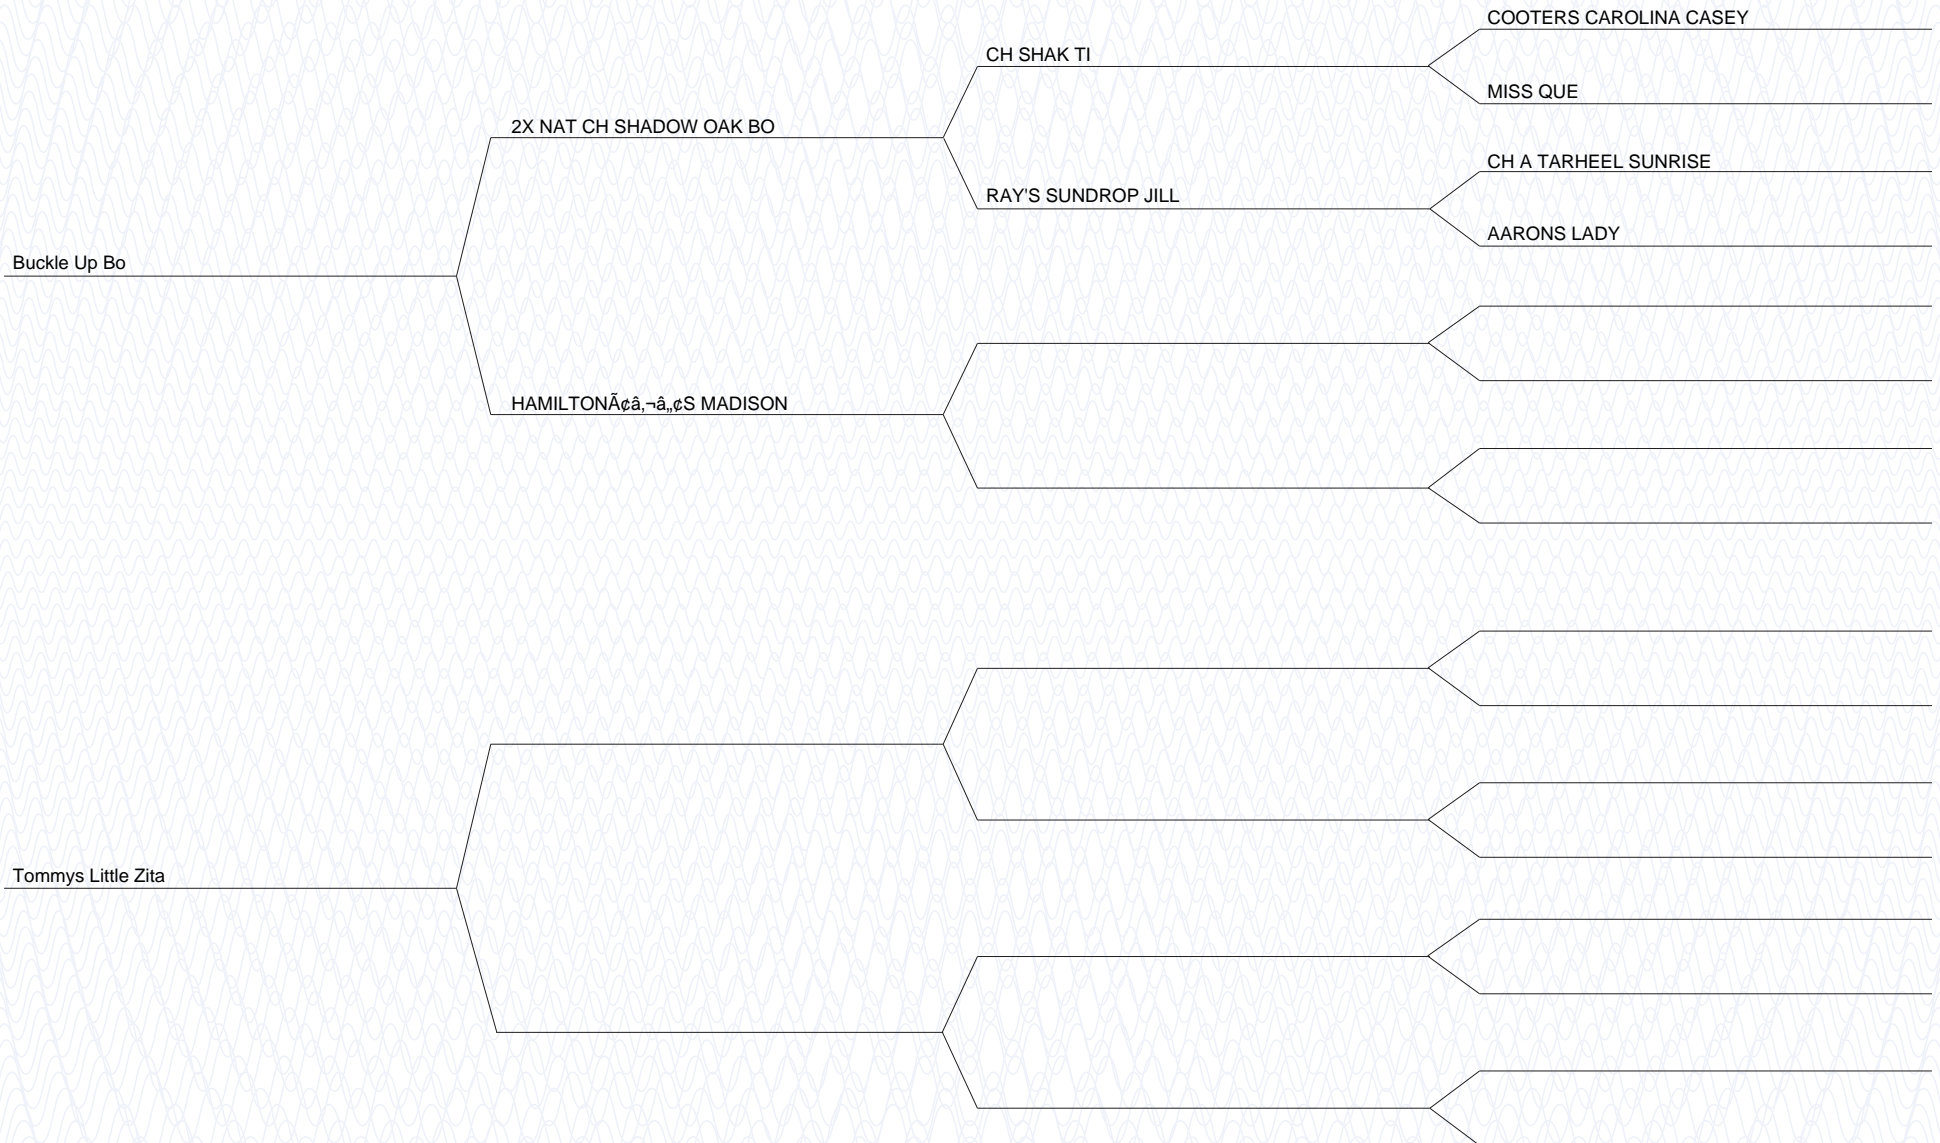 COOTERS CAROLINA CASEY
CH SHAK TI
MISS QUE
2X NAT CH SHADOW OAK BO
CH A TARHEEL SUNRISE
RAY'S SUNDROP JILL
AARONS LADY
Buckle Up Bo
HAMILTONÃ¢â‚¬â„¢S MADISON
Tommys Little Zita